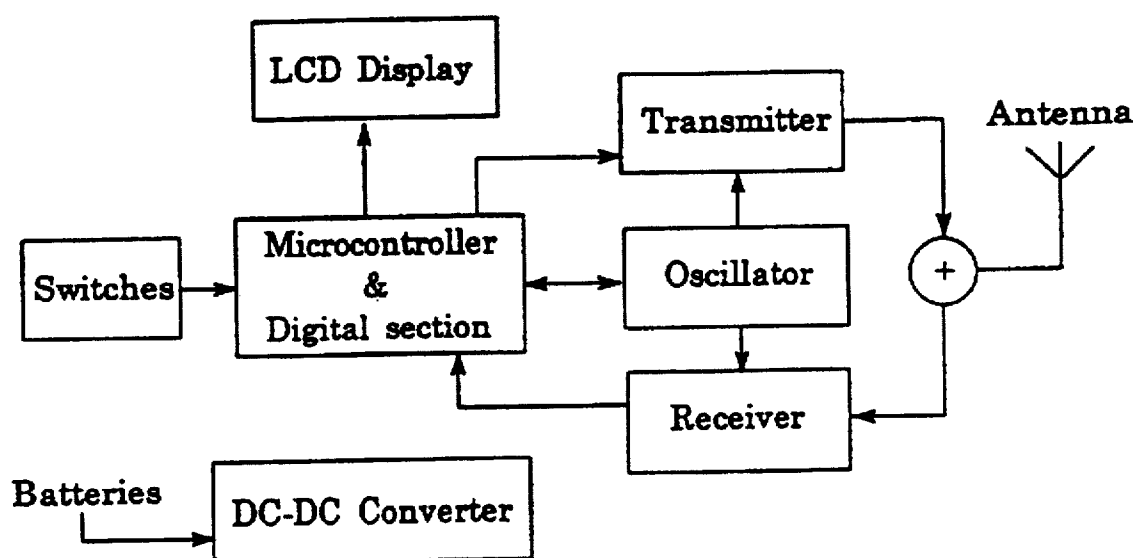 LCD Display
Transmitter
Antenna
Microcontroller
&
Digital section
Switches
Oscillator
+
Receiver
Batteries
DC-DC Converter